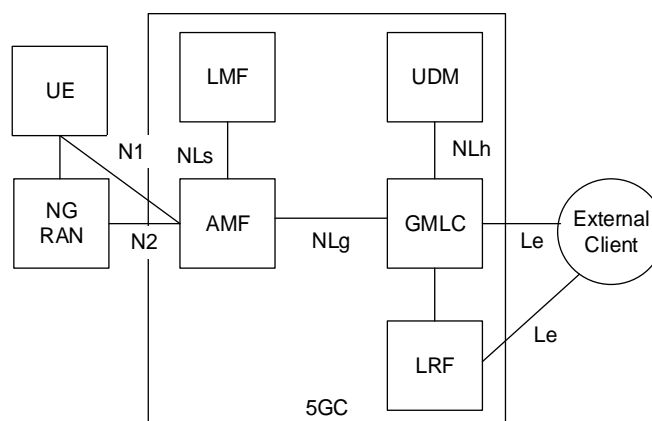 UE
LMF
UDM
N1
NLs
NLh
NG
RAN
N2
AMF
NLg
GMLC
Le
External
Client
LRF
Le
5GC